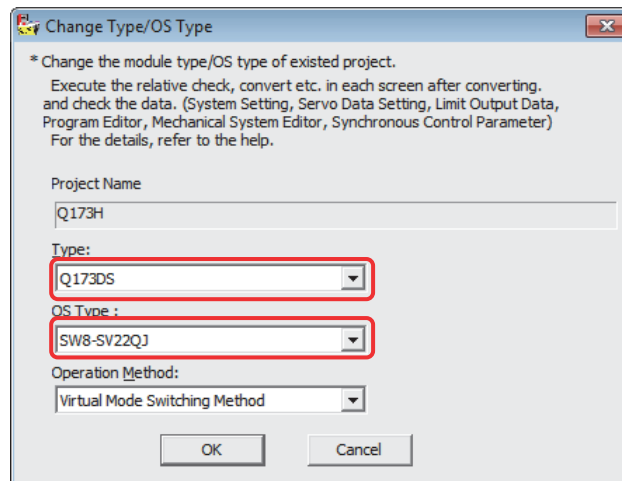 Change Type/OS Type
* Change the module type/OS type of existed project.
Execute the relative check, convert etc. in each screen after converting.
and check the data. (System Setting, Servo Data Setting, Limit Output Data,
Program Editor, Mechanical System Editor, Synchronous Control Parameter)
For the details, refer to the help.
Project Name
Q173H
Type:
Q173DS
OS Type :
SW8-SV22QJ
Operation Method:
Virtual Mode Switching Method
OK Cancel